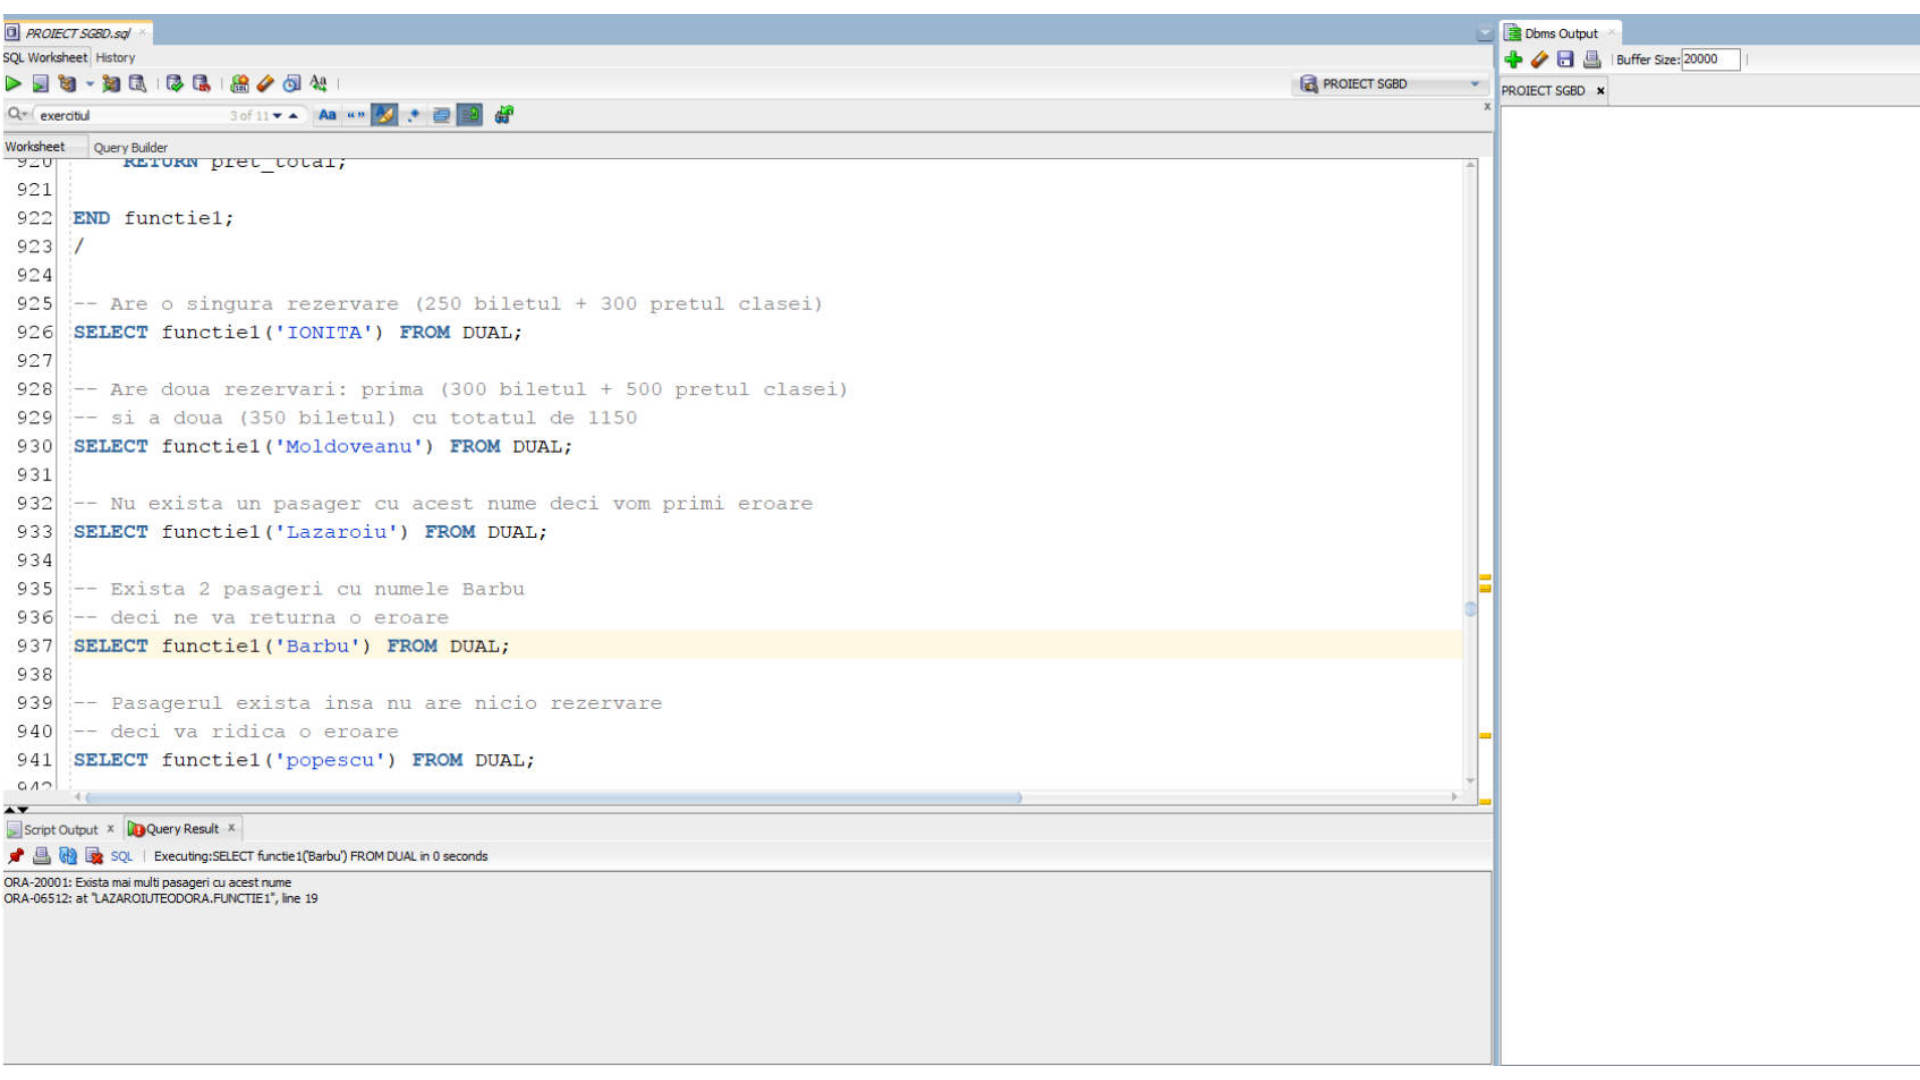 PROIECT SGBD.sql
SQL Worksheet History
PROIECT SGBD
exercitiul 3 of 11 Aa “”
Worksheet Query Builder
920 RETURN pret_total;
921
922 END functie1;
923 /
924
925 -- Are o singura rezervare (250 biletul + 300 pretul clasei)
926 SELECT functie1('IONITA') FROM DUAL;
927
928 -- Are doua rezervari: prima (300 biletul + 500 pretul clasei)
929 -- si a doua (350 biletul) cu totatul de 1150
930 SELECT functie1('Moldoveanu') FROM DUAL;
931
932 -- Nu exista un pasager cu acest nume deci vom primi eroare
933 SELECT functie1('Lazaroiu') FROM DUAL;
934
935 -- Exista 2 pasageri cu numele Barbu
936 -- deci ne va returna o eroare
937 SELECT functie1('Barbu') FROM DUAL;
938
939 -- Pasagerul exista insa nu are nicio rezervare
940 -- deci va ridica o eroare
941 SELECT functie1('popescu') FROM DUAL;
942
Script Output x Query Result x
SQL | Executing:SELECT functie1('Barbu') FROM DUAL in 0 seconds
ORA-20001: Exista mai multi pasageri cu acest nume
ORA-06512: at "LAZAROIUTEODORA.FUNCTIE1", line 19
Dbms Output
Buffer Size: 20000
PROIECT SGBD x